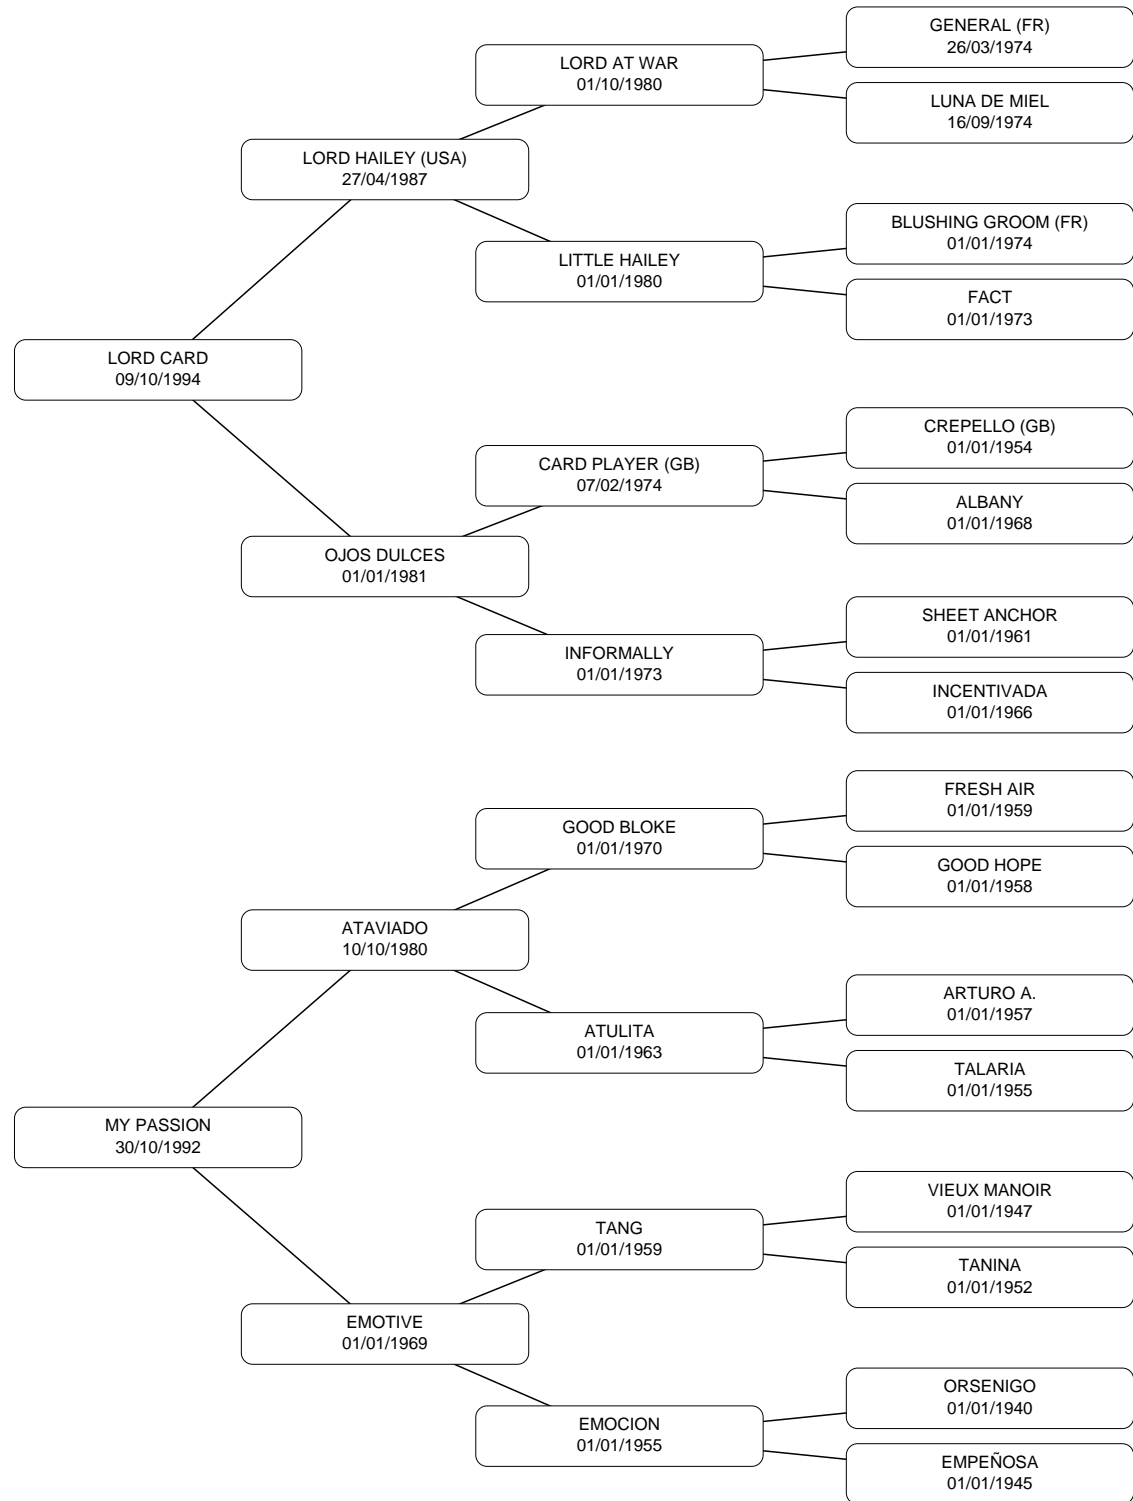 GENERAL (FR)
26/03/1974
LORD AT WAR
01/10/1980
LUNA DE MIEL
16/09/1974
LORD HAILEY (USA)
27/04/1987
BLUSHING GROOM (FR)
01/01/1974
LITTLE HAILEY
01/01/1980
FACT
01/01/1973
LORD CARD
09/10/1994
CREPELLO (GB)
01/01/1954
CARD PLAYER (GB)
07/02/1974
ALBANY
01/01/1968
OJOS DULCES
01/01/1981
SHEET ANCHOR
01/01/1961
INFORMALLY
01/01/1973
INCENTIVADA
01/01/1966
FRESH AIR
01/01/1959
GOOD BLOKE
01/01/1970
GOOD HOPE
01/01/1958
ATAVIADO
10/10/1980
ARTURO A.
01/01/1957
ATULITA
01/01/1963
TALARIA
01/01/1955
MY PASSION
30/10/1992
VIEUX MANOIR
01/01/1947
TANG
01/01/1959
TANINA
01/01/1952
EMOTIVE
01/01/1969
ORSENIGO
01/01/1940
EMOCION
01/01/1955
EMPEÑOSA
01/01/1945